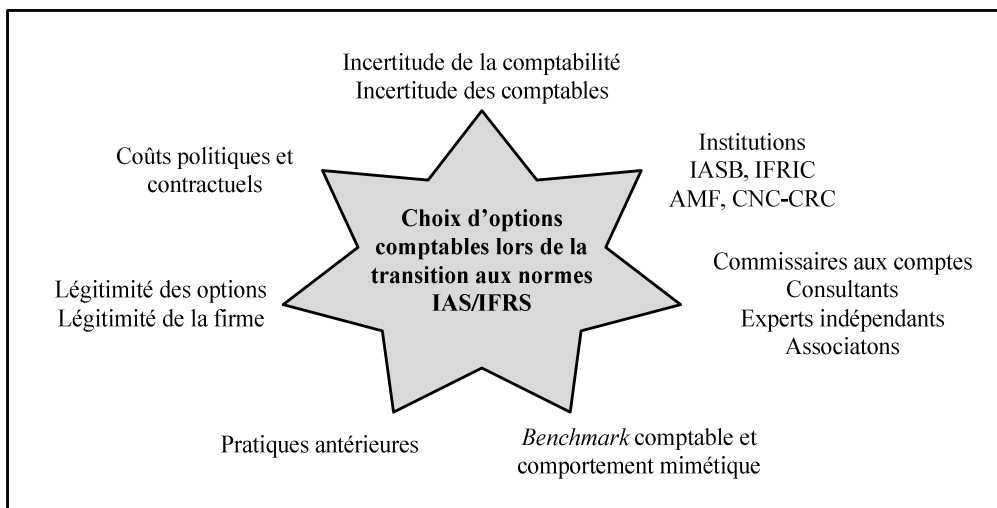 Incertitude de la comptabilité
Incertitude des comptables
Institutions
IASB, IFRIC
AMF, CNC-CRC
Coûts politiques et
contractuels
Choix d'options
comptables lors de la
transition aux normes
IAS/IFRS
Commissaires aux comptes
Consultants
Experts indépendants
Associatons
Légitimité des options
Légitimité de la firme
Pratiques antérieures
Benchmark comptable et
comportement mimétique